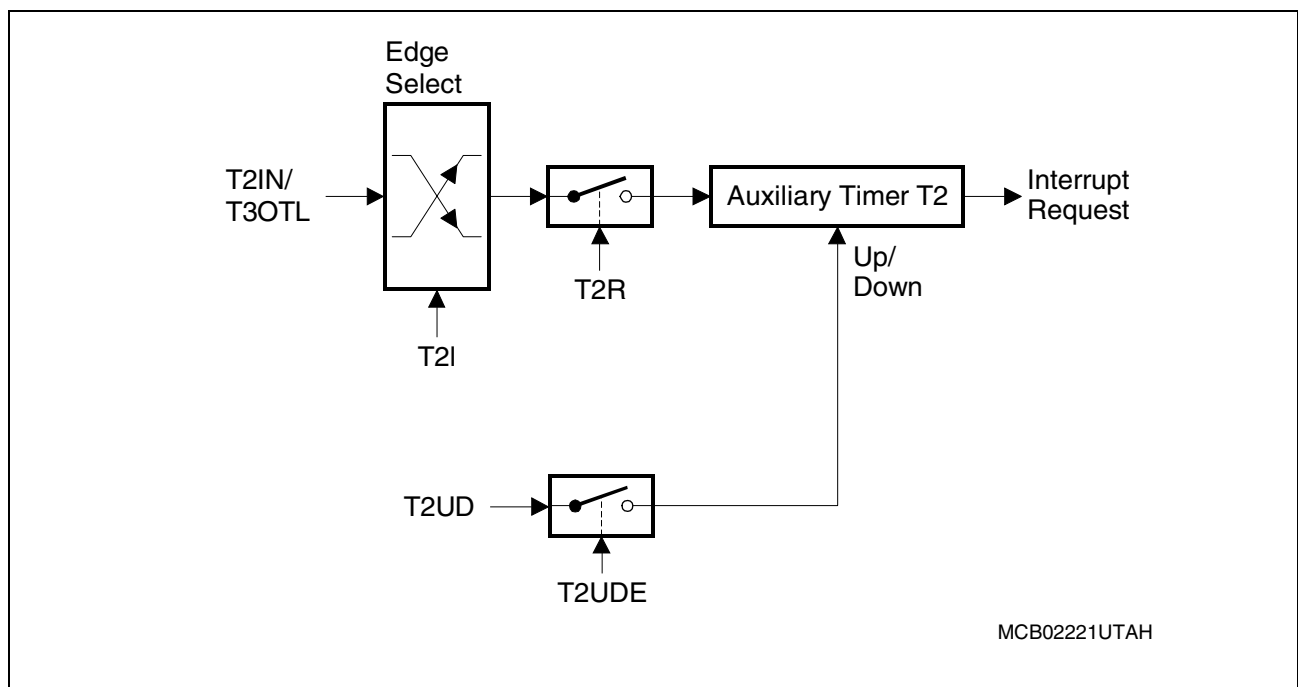 Edge
Select
T2IN/
T3OTL
Auxiliary Timer T2
Interrupt
Request
T2R
Up/
Down
T2I
T2UD
T2UDE
MCB02221UTAH